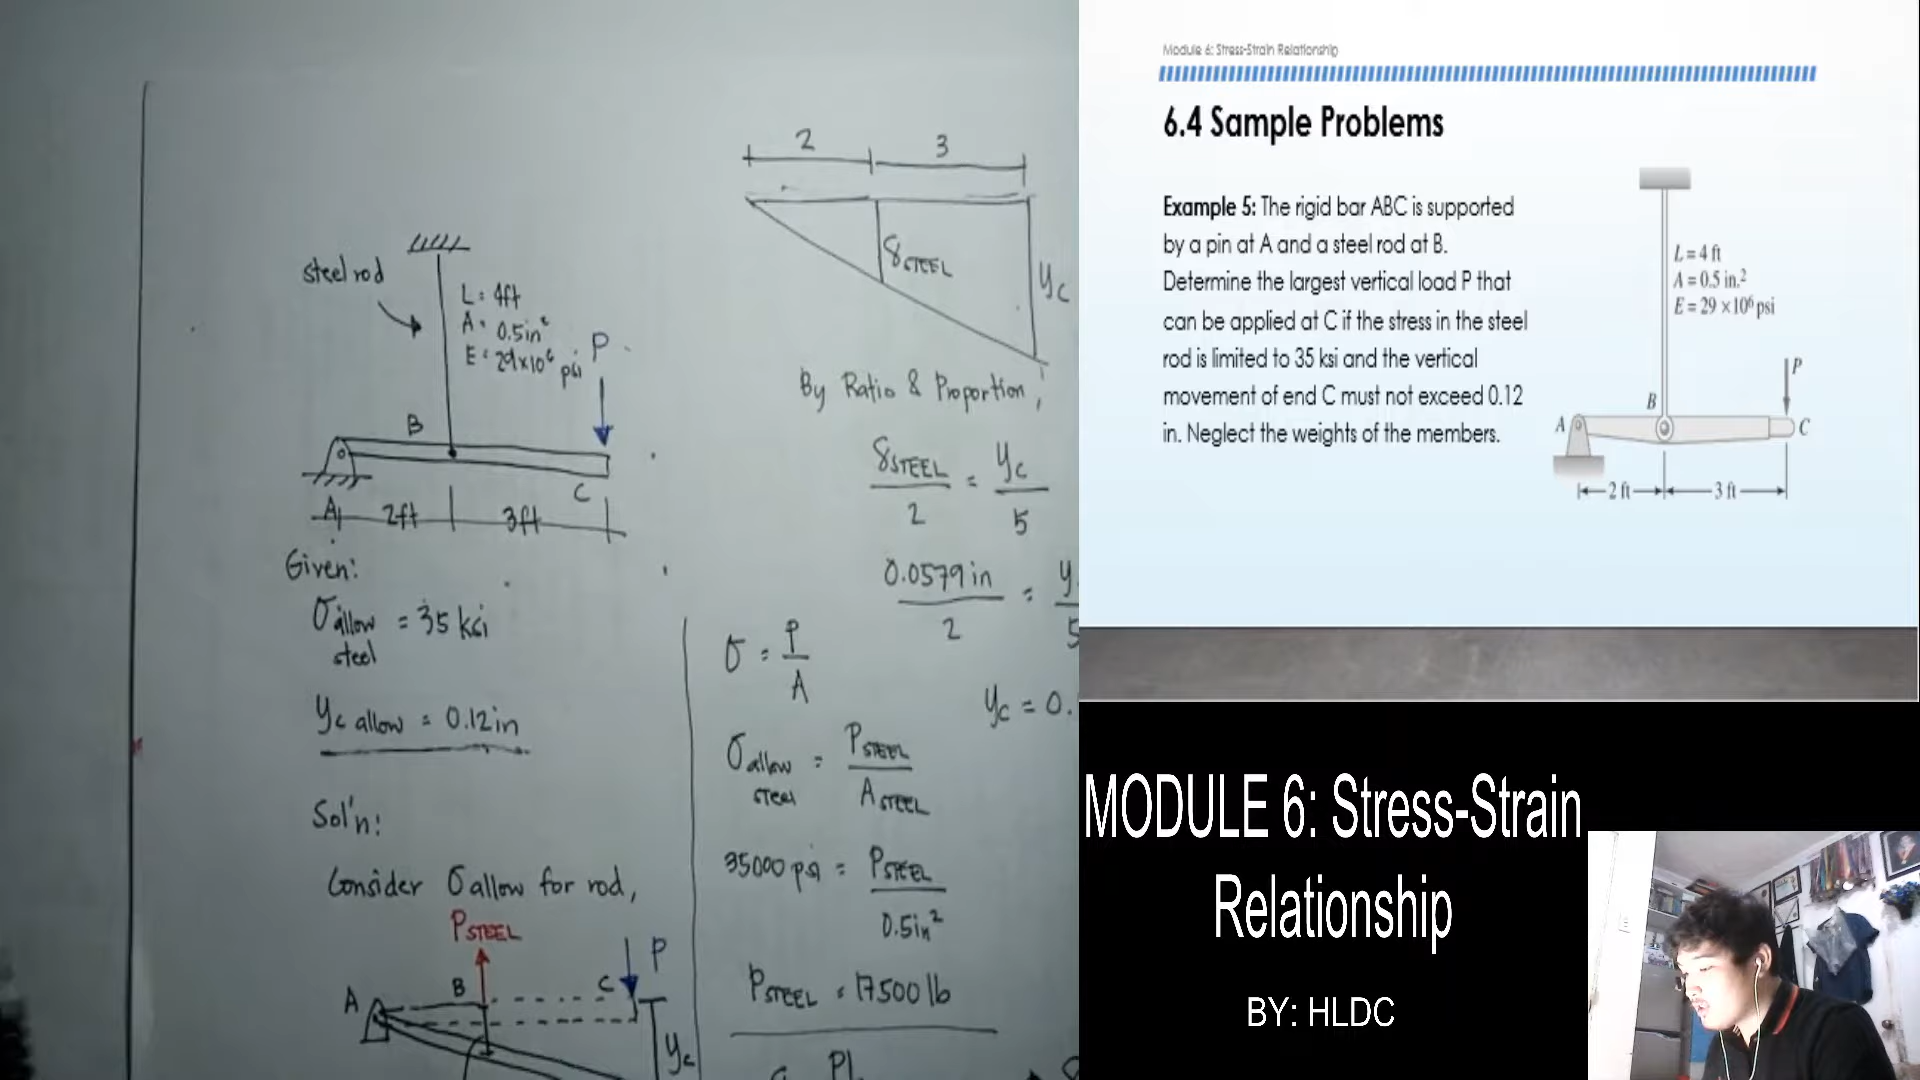 steel rod
L = 4ft
A = 0.5in²
E = 29x10⁶ psi
P
B
C
A
2ft
3ft
Given:
σallow = 35 ksi
steel
yc allow = 0.12in
Sol'n:
Consider σ allow for rod,
PSTEEL
P
A
B
C
yc
2
3
δSTEEL
yc
By Ratio & Proportion;
δSTEEL = yc
2
5
0.0579in =
2
5
yc = 0.
σ = P
A
σallow = PSTEEL
steel
ASTEEL
35000 psi = PSTEEL
0.5in²
PSTEEL = 17500 lb
PL
Module 6: Stress-Strain Relationship
6.4 Sample Problems
Example 5: The rigid bar ABC is supported
by a pin at A and a steel rod at B.
Determine the largest vertical load P that
can be applied at C if the stress in the steel
rod is limited to 35 ksi and the vertical
movement of end C must not exceed 0.12
in. Neglect the weights of the members.
L = 4 ft
A = 0.5 in.²
E = 29 ×10⁶ psi
P
B
A
C
2 ft
3 ft
MODULE 6: Stress-Strain
Relationship
BY: HLDC